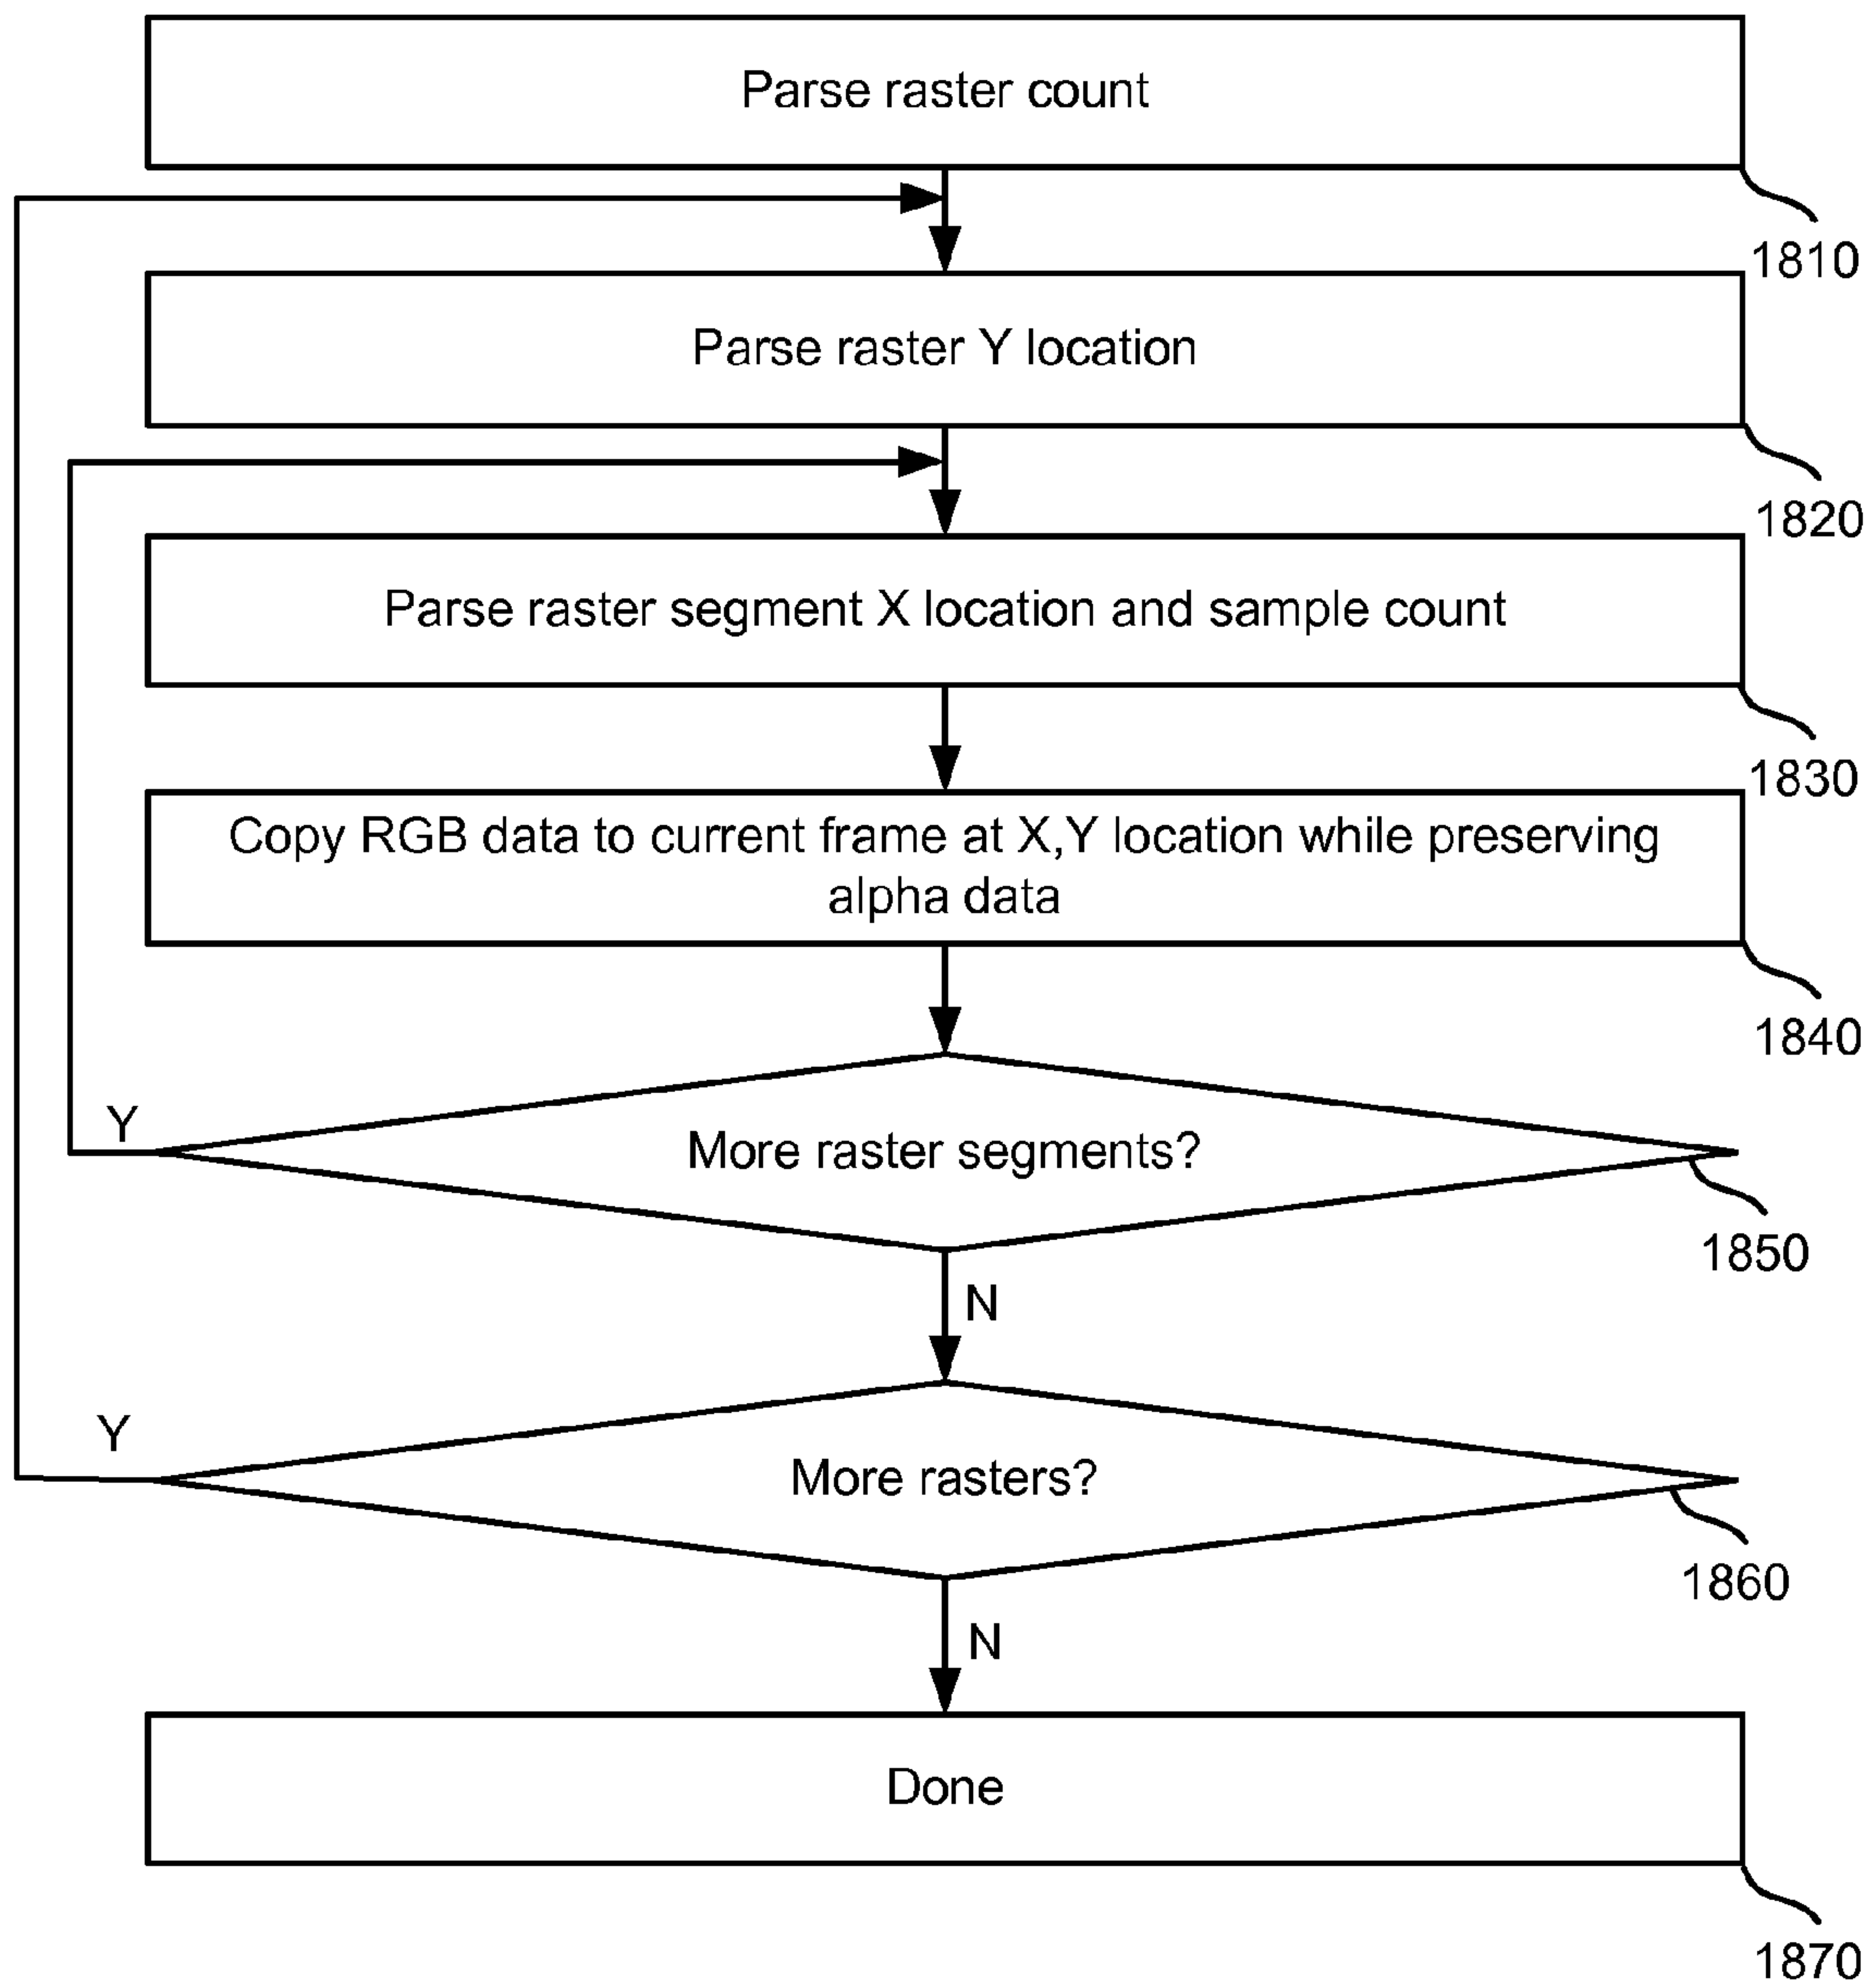 Parse raster count
1810
Parse raster Y location
1820
Parse raster segment X location and sample count
1830
Copy RGB data to current frame at X,Y location while preserving
alpha data
1840
Y
More raster segments?
1850
N
Y
More rasters?
1860
N
Done
1870